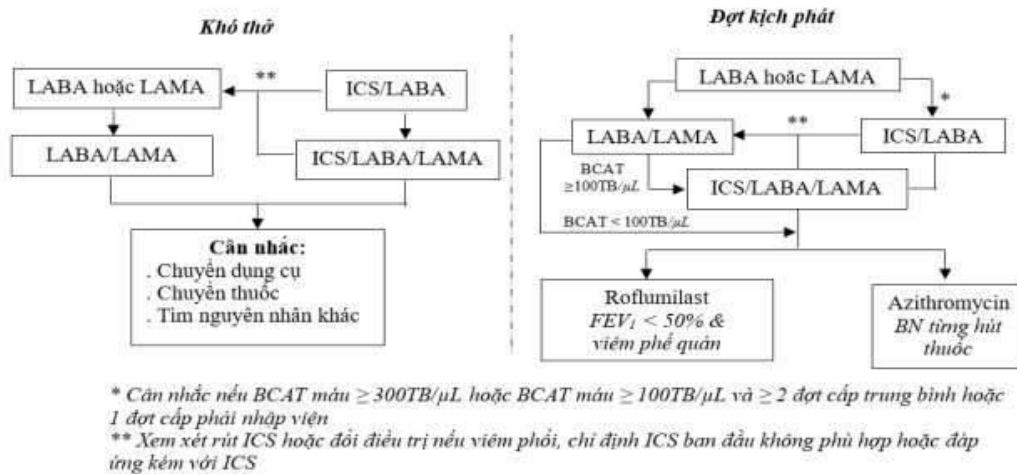 Khó thở
LABA hoặc LAMA
**
ICS/LABA
LABA/LAMA
ICS/LABA/LAMA
Cân nhắc:
. Chuyển dụng cụ
. Chuyển thuốc
. Tìm nguyên nhân khác
Đợt kịch phát
LABA hoăc LAMA
*
**
LABA/LAMA
ICS/LABA
BCAT
≥100TB/µL
ICS/LABA/LAMA
BCAT < 100TB/µL
Roflumilast
FEV₁ < 50% &
viêm phế quản
Azithromycin
BN từng hút
thuốc
* Cân nhắc nếu BCAT máu ≥ 300TB/µL hoặc BCAT máu ≥ 100TB/µL và ≥ 2 đợt cấp trung bình hoặc
1 đợt cấp phải nhập viện
** Xem xét rút ICS hoặc đổi điều trị nếu viêm phổi, chỉ định ICS ban đầu không phù hợp hoặc đáp
ứng kém với ICS